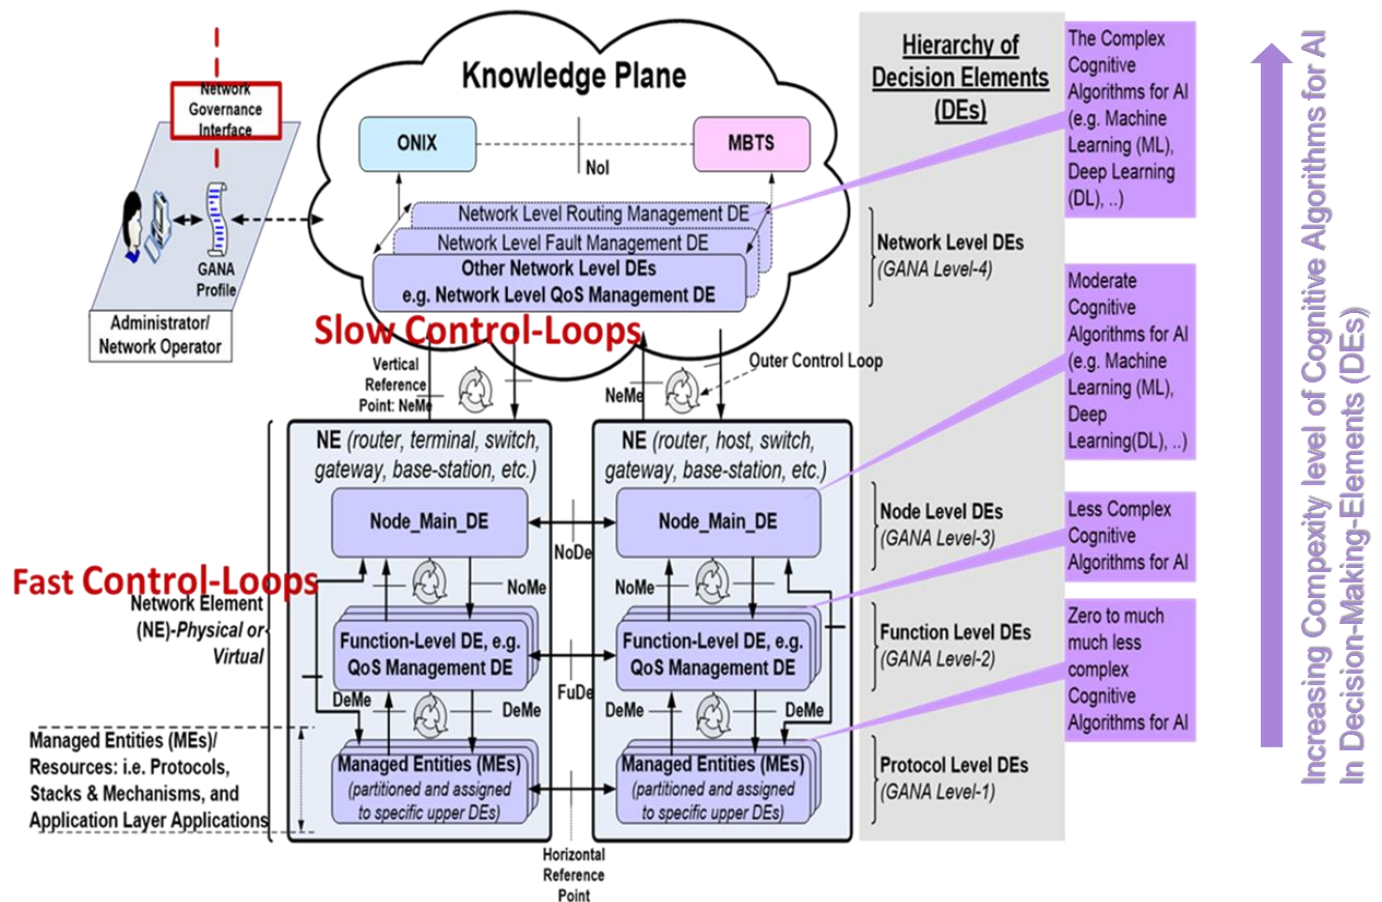 Network
Governance
Interface
GANA
Profile
Administrator/
Network Operator
Knowledge Plane
ONIX
MBTS
NoI
Network Level Routing Management DE
Network Level Fault Management DE
Other Network Level DEs
e.g. Network Level QoS Management DE
Slow Control-Loops
Vertical
Reference
Point: NeMe
NeMe
Outer Control Loop
NE (router, terminal, switch,
gateway, base-station, etc.)
NE (router, host, switch,
gateway, base-station, etc.)
Node_Main_DE
Node_Main_DE
NoDe
Fast Control-Loops
NoMe
NoMe
Network Element
(NE)-Physical or
Virtual
Function-Level DE, e.g.
QoS Management DE
Function-Level DE, e.g.
QoS Management DE
FuDe
DeMe
DeMe
DeMe
DeMe
Managed Entities (MEs)/
Resources: i.e. Protocols,
Stacks & Mechanisms, and
Application Layer Applications
Managed Entities (MEs)
(partitioned and assigned
to specific upper DEs)
Managed Entities (MEs)
(partitioned and assigned
to specific upper DEs)
Horizontal
Reference
Point
Hierarchy of
Decision Elements
(DEs)
Network Level DEs
(GANA Level-4)
Node Level DEs
(GANA Level-3)
Function Level DEs
(GANA Level-2)
Protocol Level DEs
(GANA Level-1)
The Complex
Cognitive
Algorithms for AI
(e.g. Machine
Learning (ML),
Deep Learning
(DL), ..)
Moderate
Cognitive
Algorithms for AI
(e.g. Machine
Learning (ML),
Deep
Learning(DL), ..)
Less Complex
Cognitive
Algorithms for AI
Zero to much
much less
complex
Cognitive
Algorithms for AI
Increasing Compexity level of Cognitive Algorithms for AI
In Decision-Making-Elements (DEs)